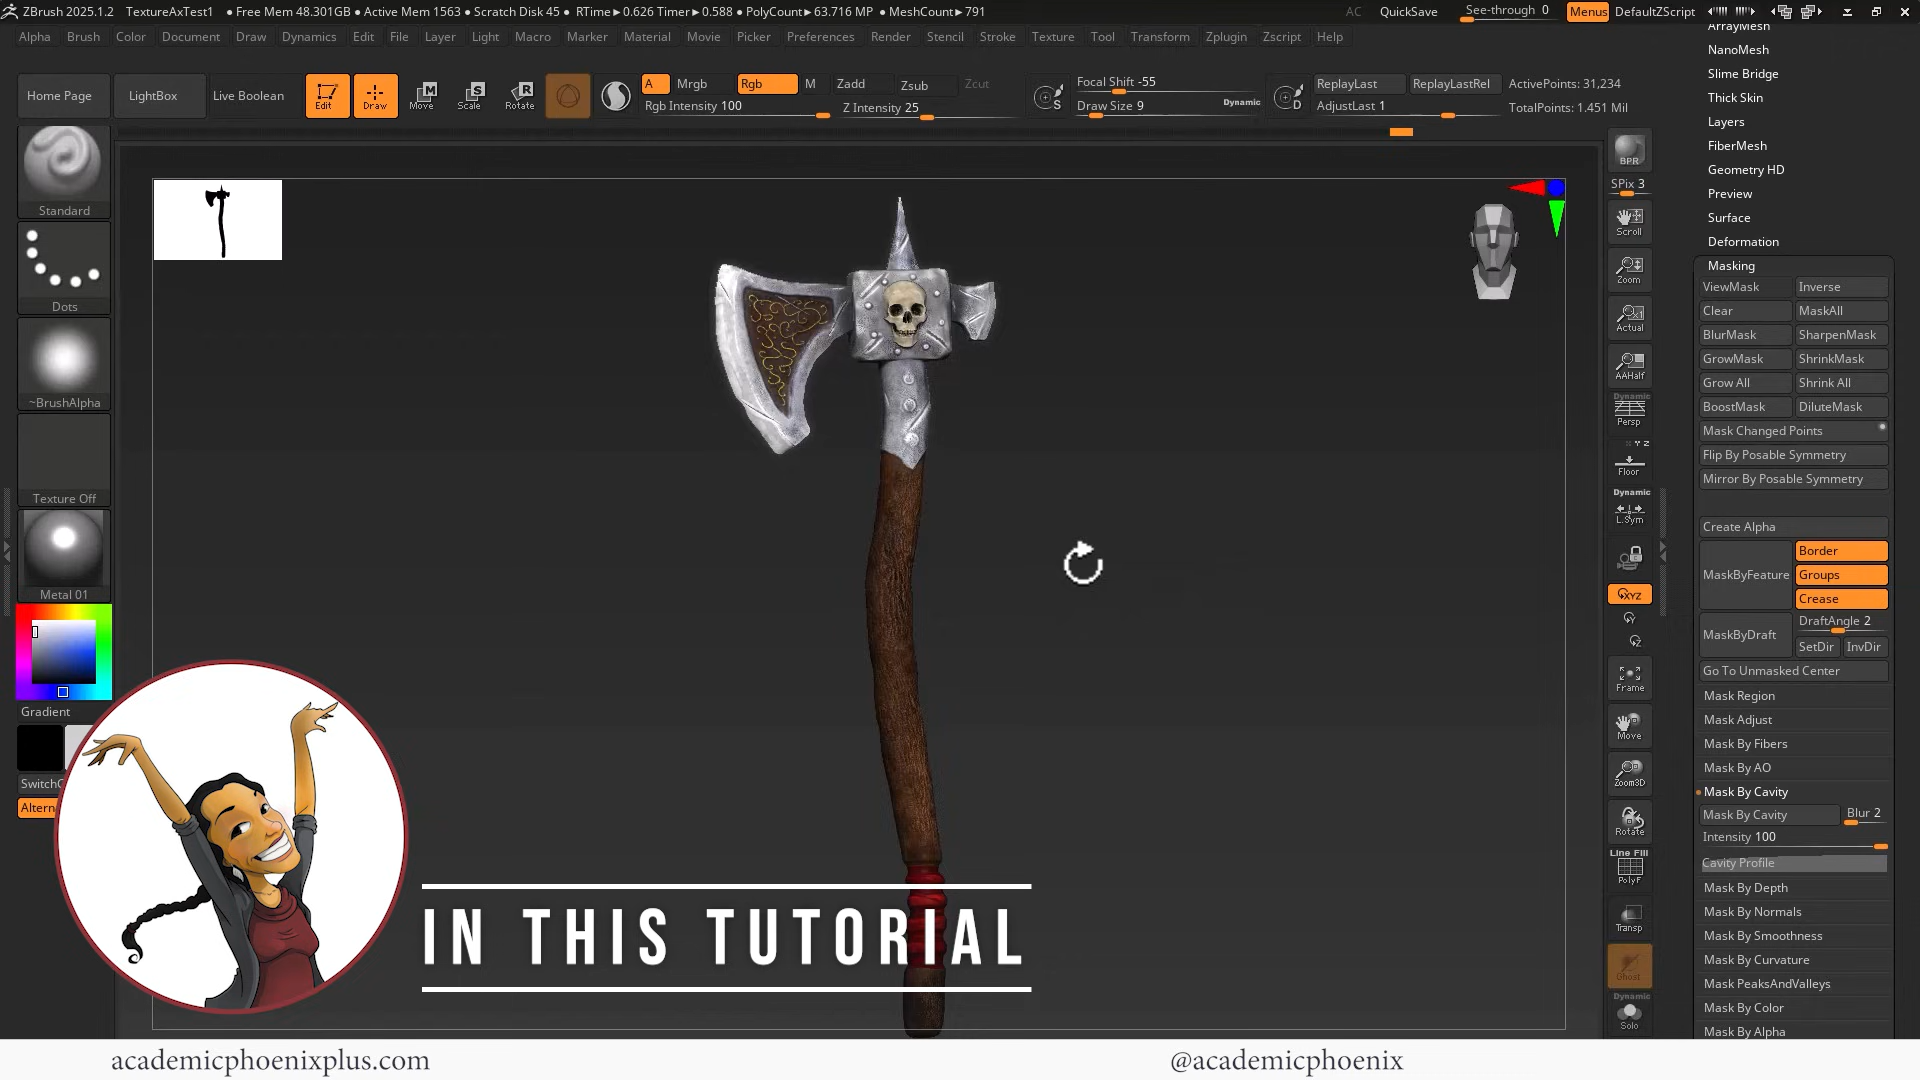 ZBrush 2025.1.2 TextureAxTest1 ● Free Mem 48.301GB ● Active Mem 1563 ● Scratch Disk 45 ● RTime►0.626 Timer►0.588 ● PolyCount►63.716 MP ● MeshCount►791 AC QuickSave See-through 0 Menus DefaultZScript
Alpha Brush Color Document Draw Dynamics Edit File Layer Light Macro Marker Material Movie Picker Preferences Render Stencil Stroke Texture Tool Transform Zplugin Zscript Help
Home Page LightBox Live Boolean Edit Draw Move Scale Rotate
A Mrgb Rgb M Zadd Zsub Zcut
Rgb Intensity 100 Z Intensity 25
Focal Shift -55
Draw Size 9 Dynamic
ReplayLast ReplayLastRel ActivePoints: 31,234
AdjustLast 1 TotalPoints: 1.451 Mil
Standard
Dots
~BrushAlpha
Texture Off
Metal 01
Gradient
SwitchC
Altern
BPR
SPix 3
Scroll
Zoom
Actual
AAHalf
Dynamic
Persp
Floor
Dynamic
L.Sym
XYZ
Frame
Move
Zoom3D
Rotate
Line Fill
PolyF
Transp
Ghost
Dynamic
Solo
ArrayMesh
NanoMesh
Slime Bridge
Thick Skin
Layers
FiberMesh
Geometry HD
Preview
Surface
Deformation
Masking
ViewMask Inverse
Clear MaskAll
BlurMask SharpenMask
GrowMask ShrinkMask
Grow All Shrink All
BoostMask DiluteMask
Mask Changed Points
Flip By Posable Symmetry
Mirror By Posable Symmetry
Create Alpha
MaskByFeature Border
Groups
Crease
MaskByDraft DraftAngle 2
SetDir InvDir
Go To Unmasked Center
Mask Region
Mask Adjust
Mask By Fibers
Mask By AO
Mask By Cavity
Mask By Cavity Blur 2
Intensity 100
Cavity Profile
Mask By Depth
Mask By Normals
Mask By Smoothness
Mask By Curvature
Mask PeaksAndValleys
Mask By Color
Mask By Alpha
IN THIS TUTORIAL
academicphoenixplus.com @academicphoenix